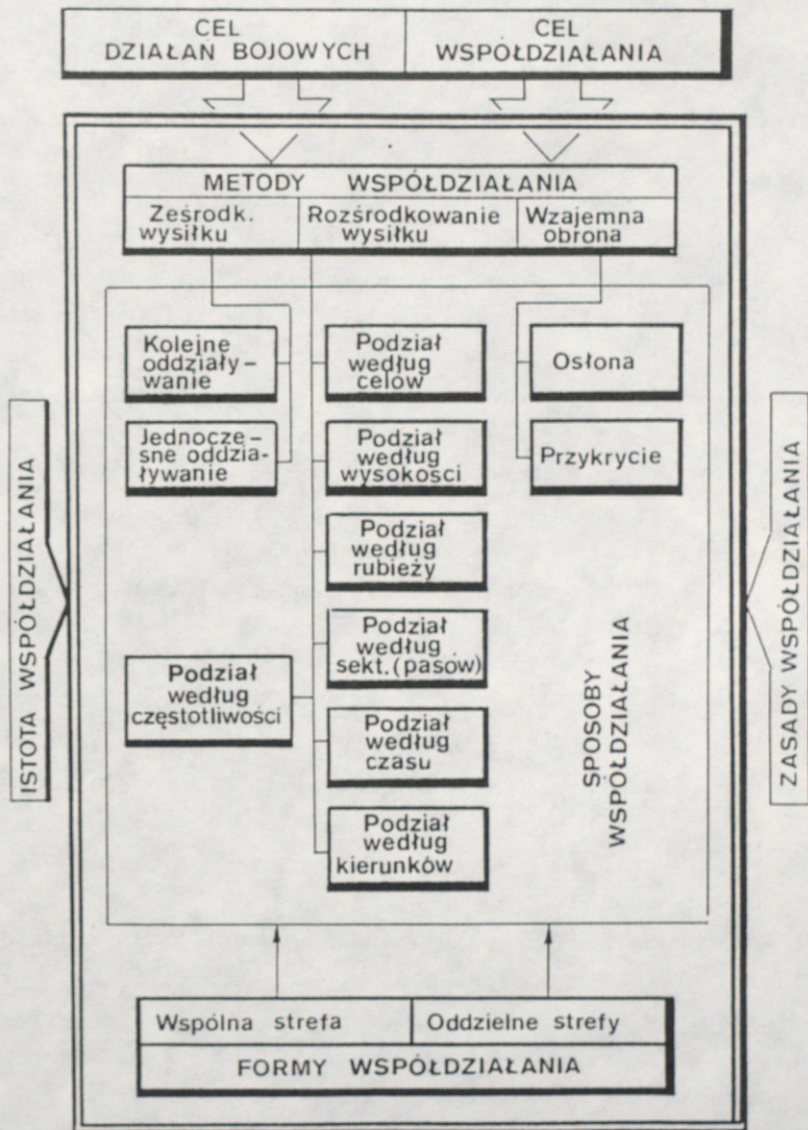 CEL
DZIAŁAN BOJOWYCH
CEL
WSPÓŁDZIAŁANIA
METODY WSPÓŁDZIAŁANIA
Ześrodk.
wysiłku
Rozśrodkowanie
wysiłku
Wzajemna
obrona
Kolejne
oddziały-
wanie
Podział
według
celów
Osłona
Jednocze-
sne oddzia-
ływanie
Podział
według
wysokości
Przykrycie
Podział
według
rubieży
Podział
według
sekt. (pasów)
Podział
według
częstotliwości
Podział
według
czasu
Podział
według
kierunków
SPOSOBY
WSPÓŁDZIAŁANIA
ISTOTA WSPÓŁDZIAŁANIA
ZASADY WSPÓŁDZIAŁANIA
Wspólna strefa
Oddzielne strefy
FORMY WSPÓŁDZIAŁANIA